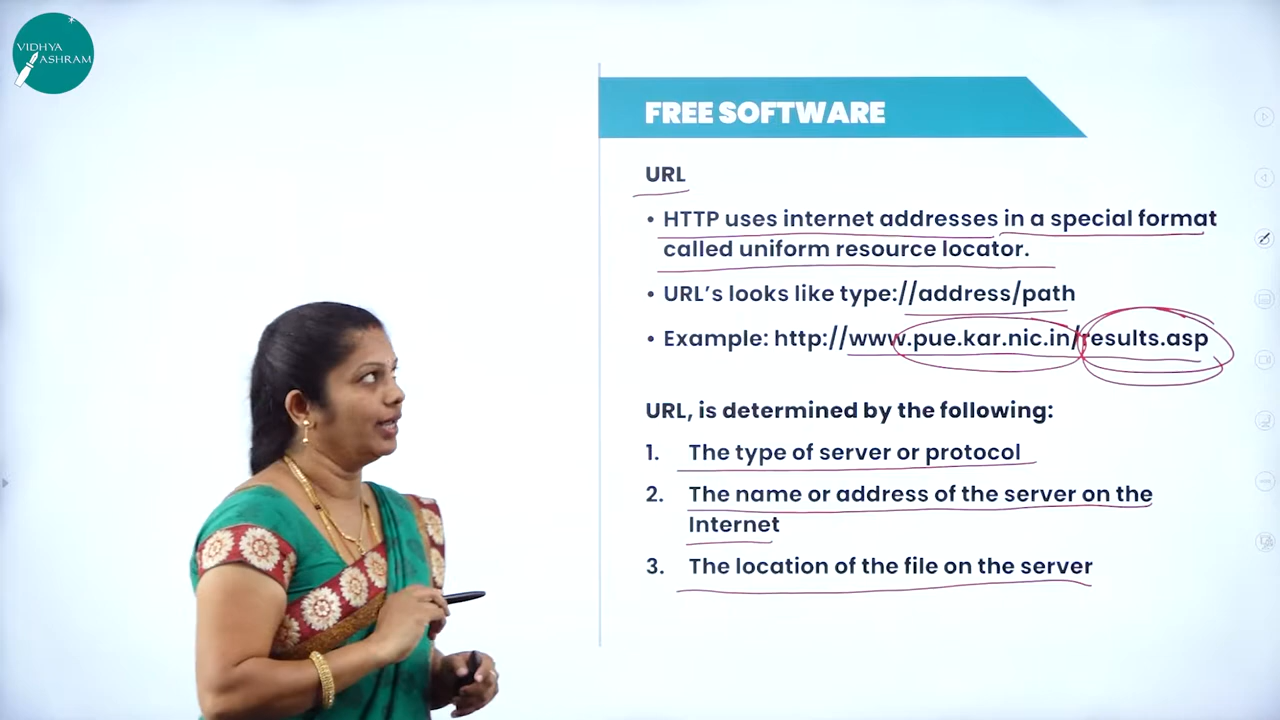 VIDHYA
ASHRAM
FREE SOFTWARE
URL
• HTTP uses internet addresses in a special format
called uniform resource locator.
• URL's looks like type://address/path
• Example: http://www.pue.kar.nic.in/results.asp
URL, is determined by the following:
1. The type of server or protocol
2. The name or address of the server on the
Internet
3. The location of the file on the server